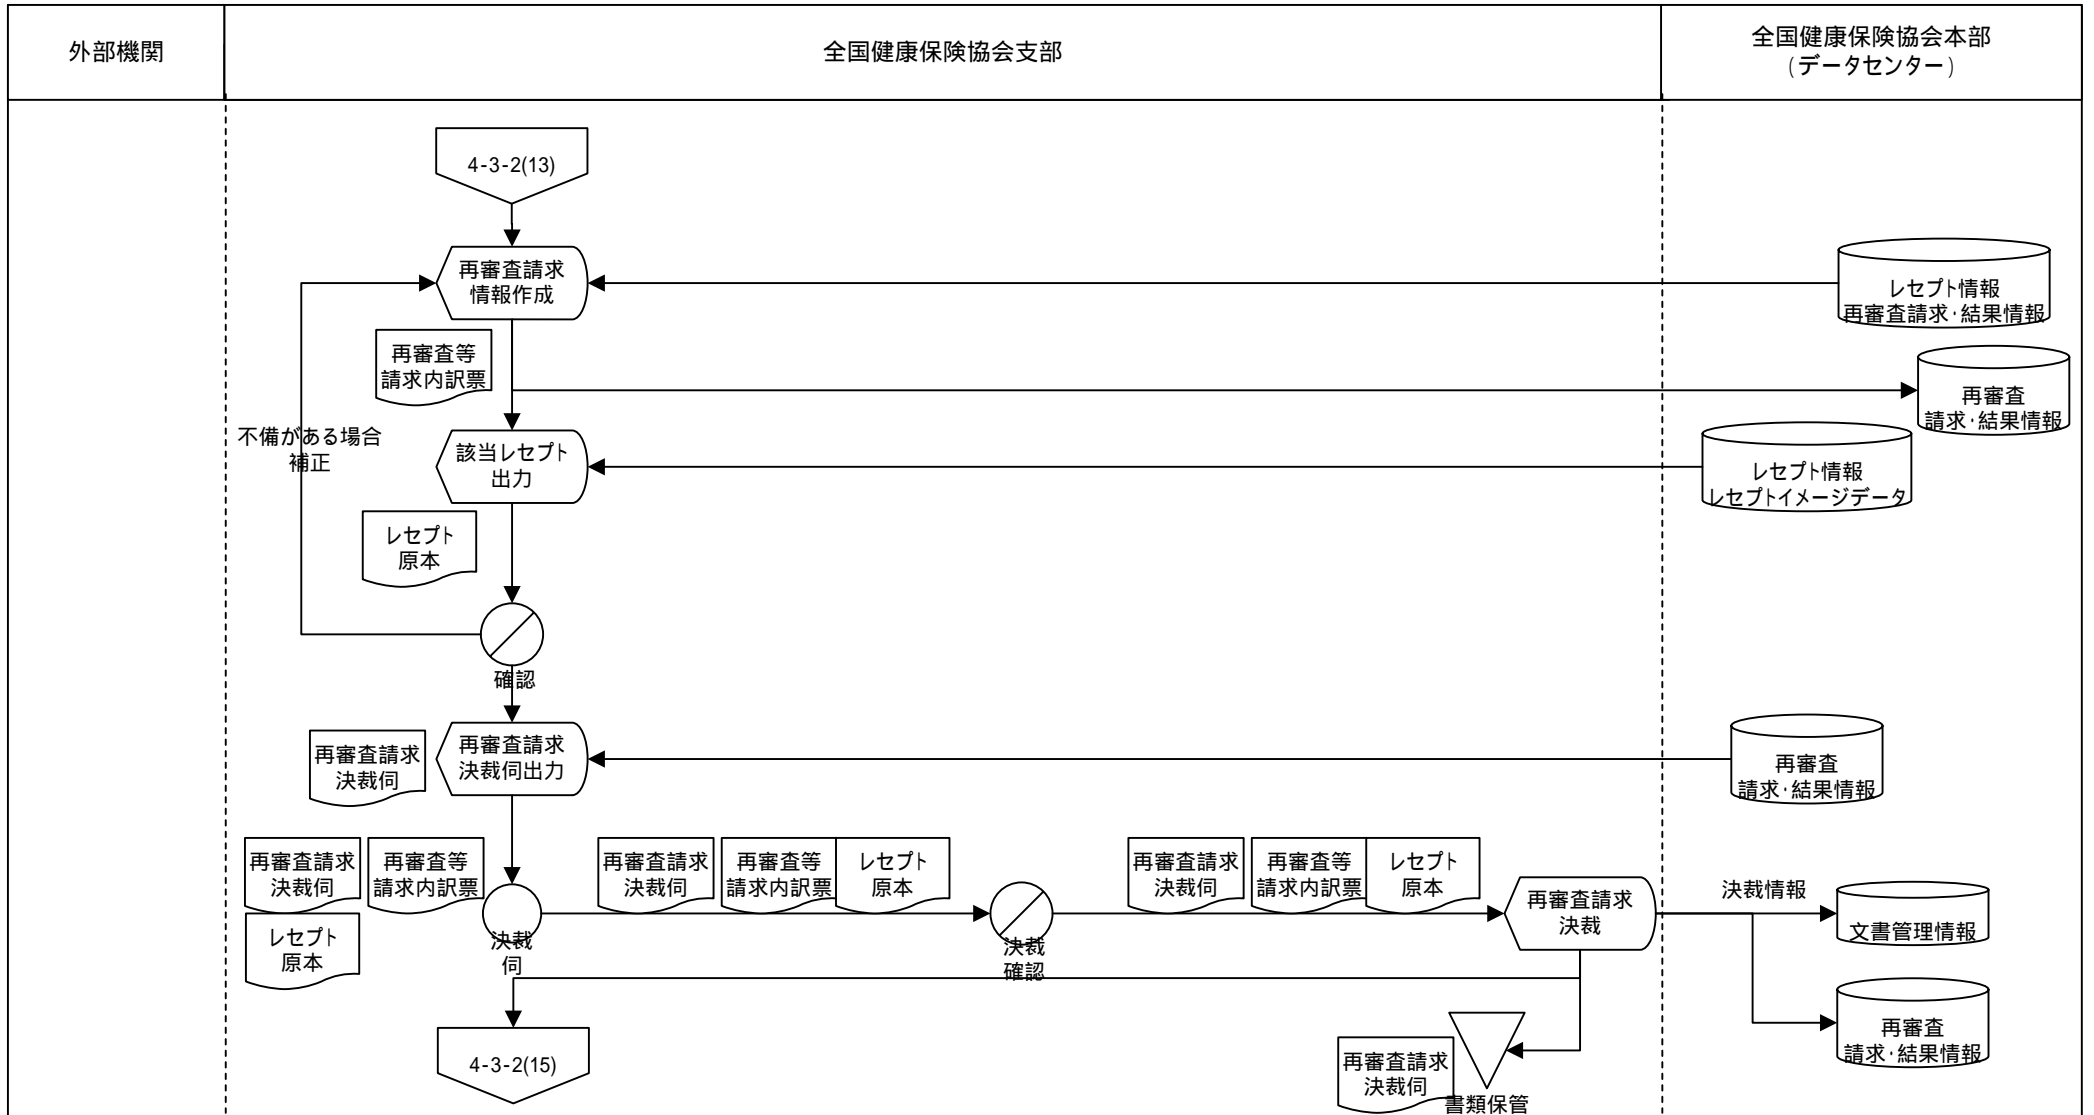 外部機関
全国健康保険協会支部
全国健康保険協会本部
(データセンター)
4-3-2(13)
再審査請求
情報作成
レセプト情報
再審査請求・結果情報
再審査等
請求内訳票
再審査
請求・結果情報
不備がある場合
補正
該当レセプト
出力
レセプト情報
レセプトイメージデータ
レセプト
原本
確認
再審査請求
決裁伺
再審査請求
決裁伺出力
再審査
請求・結果情報
再審査請求
決裁伺
再審査等
請求内訳票
レセプト
原本
決裁
伺
再審査請求
決裁伺
再審査等
請求内訳票
レセプト
原本
決裁
確認
再審査請求
決裁伺
再審査等
請求内訳票
レセプト
原本
再審査請求
決裁
決裁情報
文書管理情報
再審査
請求・結果情報
4-3-2(15)
再審査請求
決裁伺
書類保管